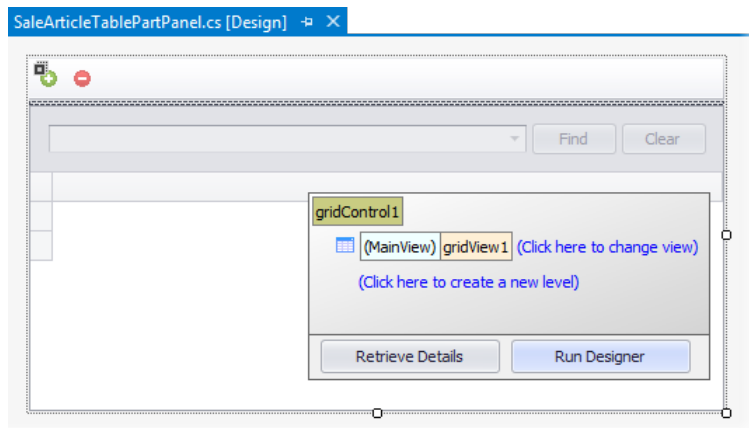 SaleArticleTablePartPanel.cs [Design]
Find Clear
gridControl1
(MainView) gridView1 (Click here to change view)
(Click here to create a new level)
Retrieve Details Run Designer